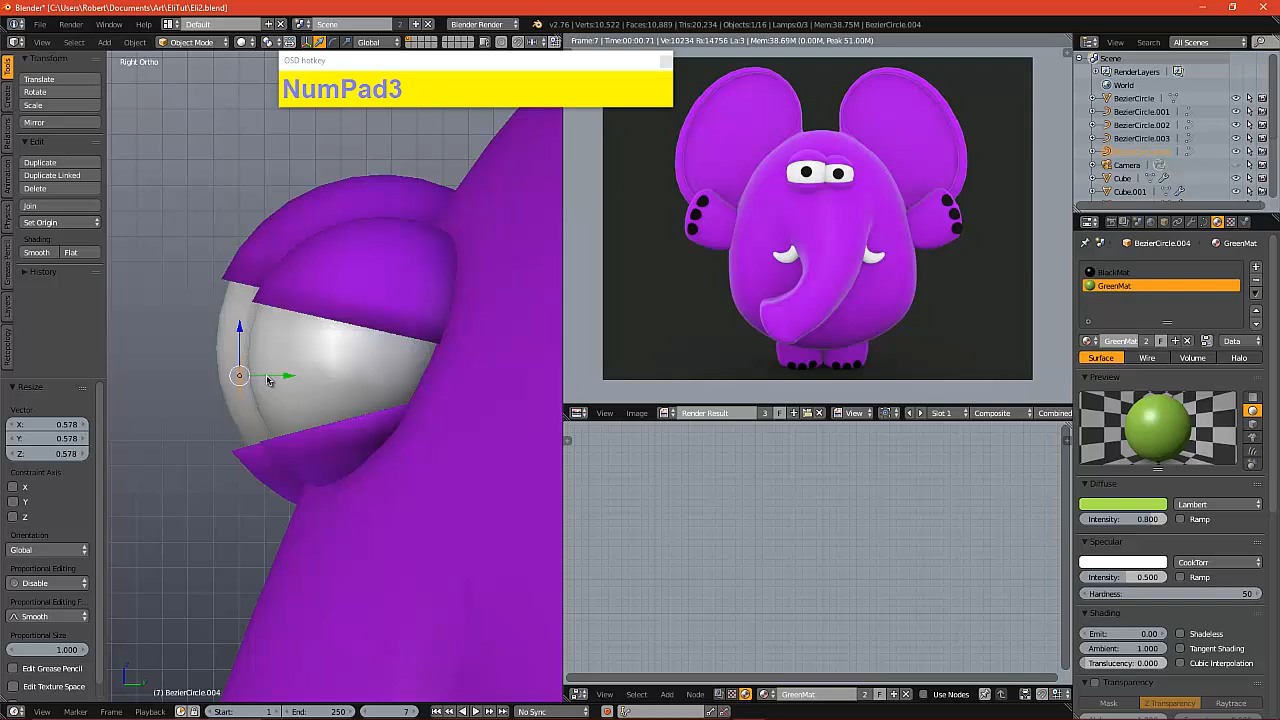 Blender* [C:\Users\Robert\Documents\Art\EliTut\Eli2.blend]
File Render Window Help Default Scene Blender Render v2.76 | Verts:10,522 | Faces:10,889 | Tris:20,234 | Objects:1/16 | Lamps:0/3 | Mem:38.75M | BezierCircle.004
View Select Add Object Object Mode Global
Frame:7 | Time:00:00.71 | Ve:10234 Ro:14756 La:3 | Mem:38.69M (0.00M, Peak 51.00M)
View Search All Scenes
Tools
Create
Relations
Animation
Physics
Grease Pencil
Layers
Retopology
Transform
Translate
Rotate
Scale
Mirror
Edit
Duplicate
Duplicate Linked
Delete
Join
Set Origin
Shading:
Smooth Flat
History
Resize
Vector
X: 0.578
Y: 0.578
Z: 0.578
Constraint Axis
X
Y
Z
Orientation
Global
Proportional Editing
Disable
Proportional Editing F
Smooth
Proportional Size
1.000
Edit Grease Pencil
Edit Texture Space
Right Ortho
OSD hotkey
NumPad3
(7) BezierCircle.004
View Image Render Result 3 F View Slot 1 Composite Combined
View Select Add Node GreenMat 2 F Use Nodes
View Marker Frame Playback Start: 1 End: 250 7 No Sync
Scene
RenderLayers
World
BezierCircle
BezierCircle.001
BezierCircle.002
BezierCircle.003
Camera
Cube
Cube.001
BezierCircle.004 GreenMat
BlackMat
GreenMat
GreenMat 2 F Data
Surface Wire Volume Halo
Preview
Diffuse
Lambert
Intensity: 0.800 Ramp
Specular
CookTorr
Intensity: 0.500 Ramp
Hardness: 50
Shading
Emit: 0.00 Shadeless
Ambient: 1.000 Tangent Shading
Translucency: 0.000 Cubic Interpolation
Transparency
Mask Z Transparency Raytrace